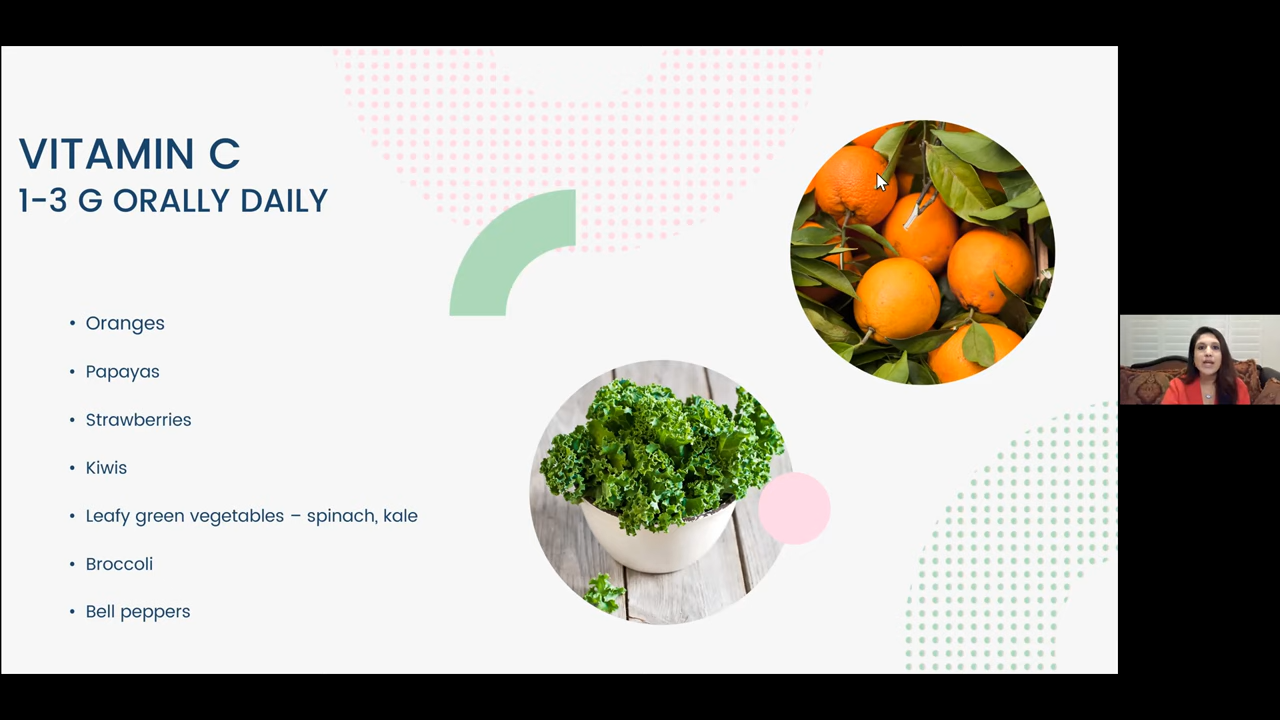 VITAMIN C
1-3 G ORALLY DAILY
• Oranges
• Papayas
• Strawberries
• Kiwis
• Leafy green vegetables – spinach, kale
• Broccoli
• Bell peppers